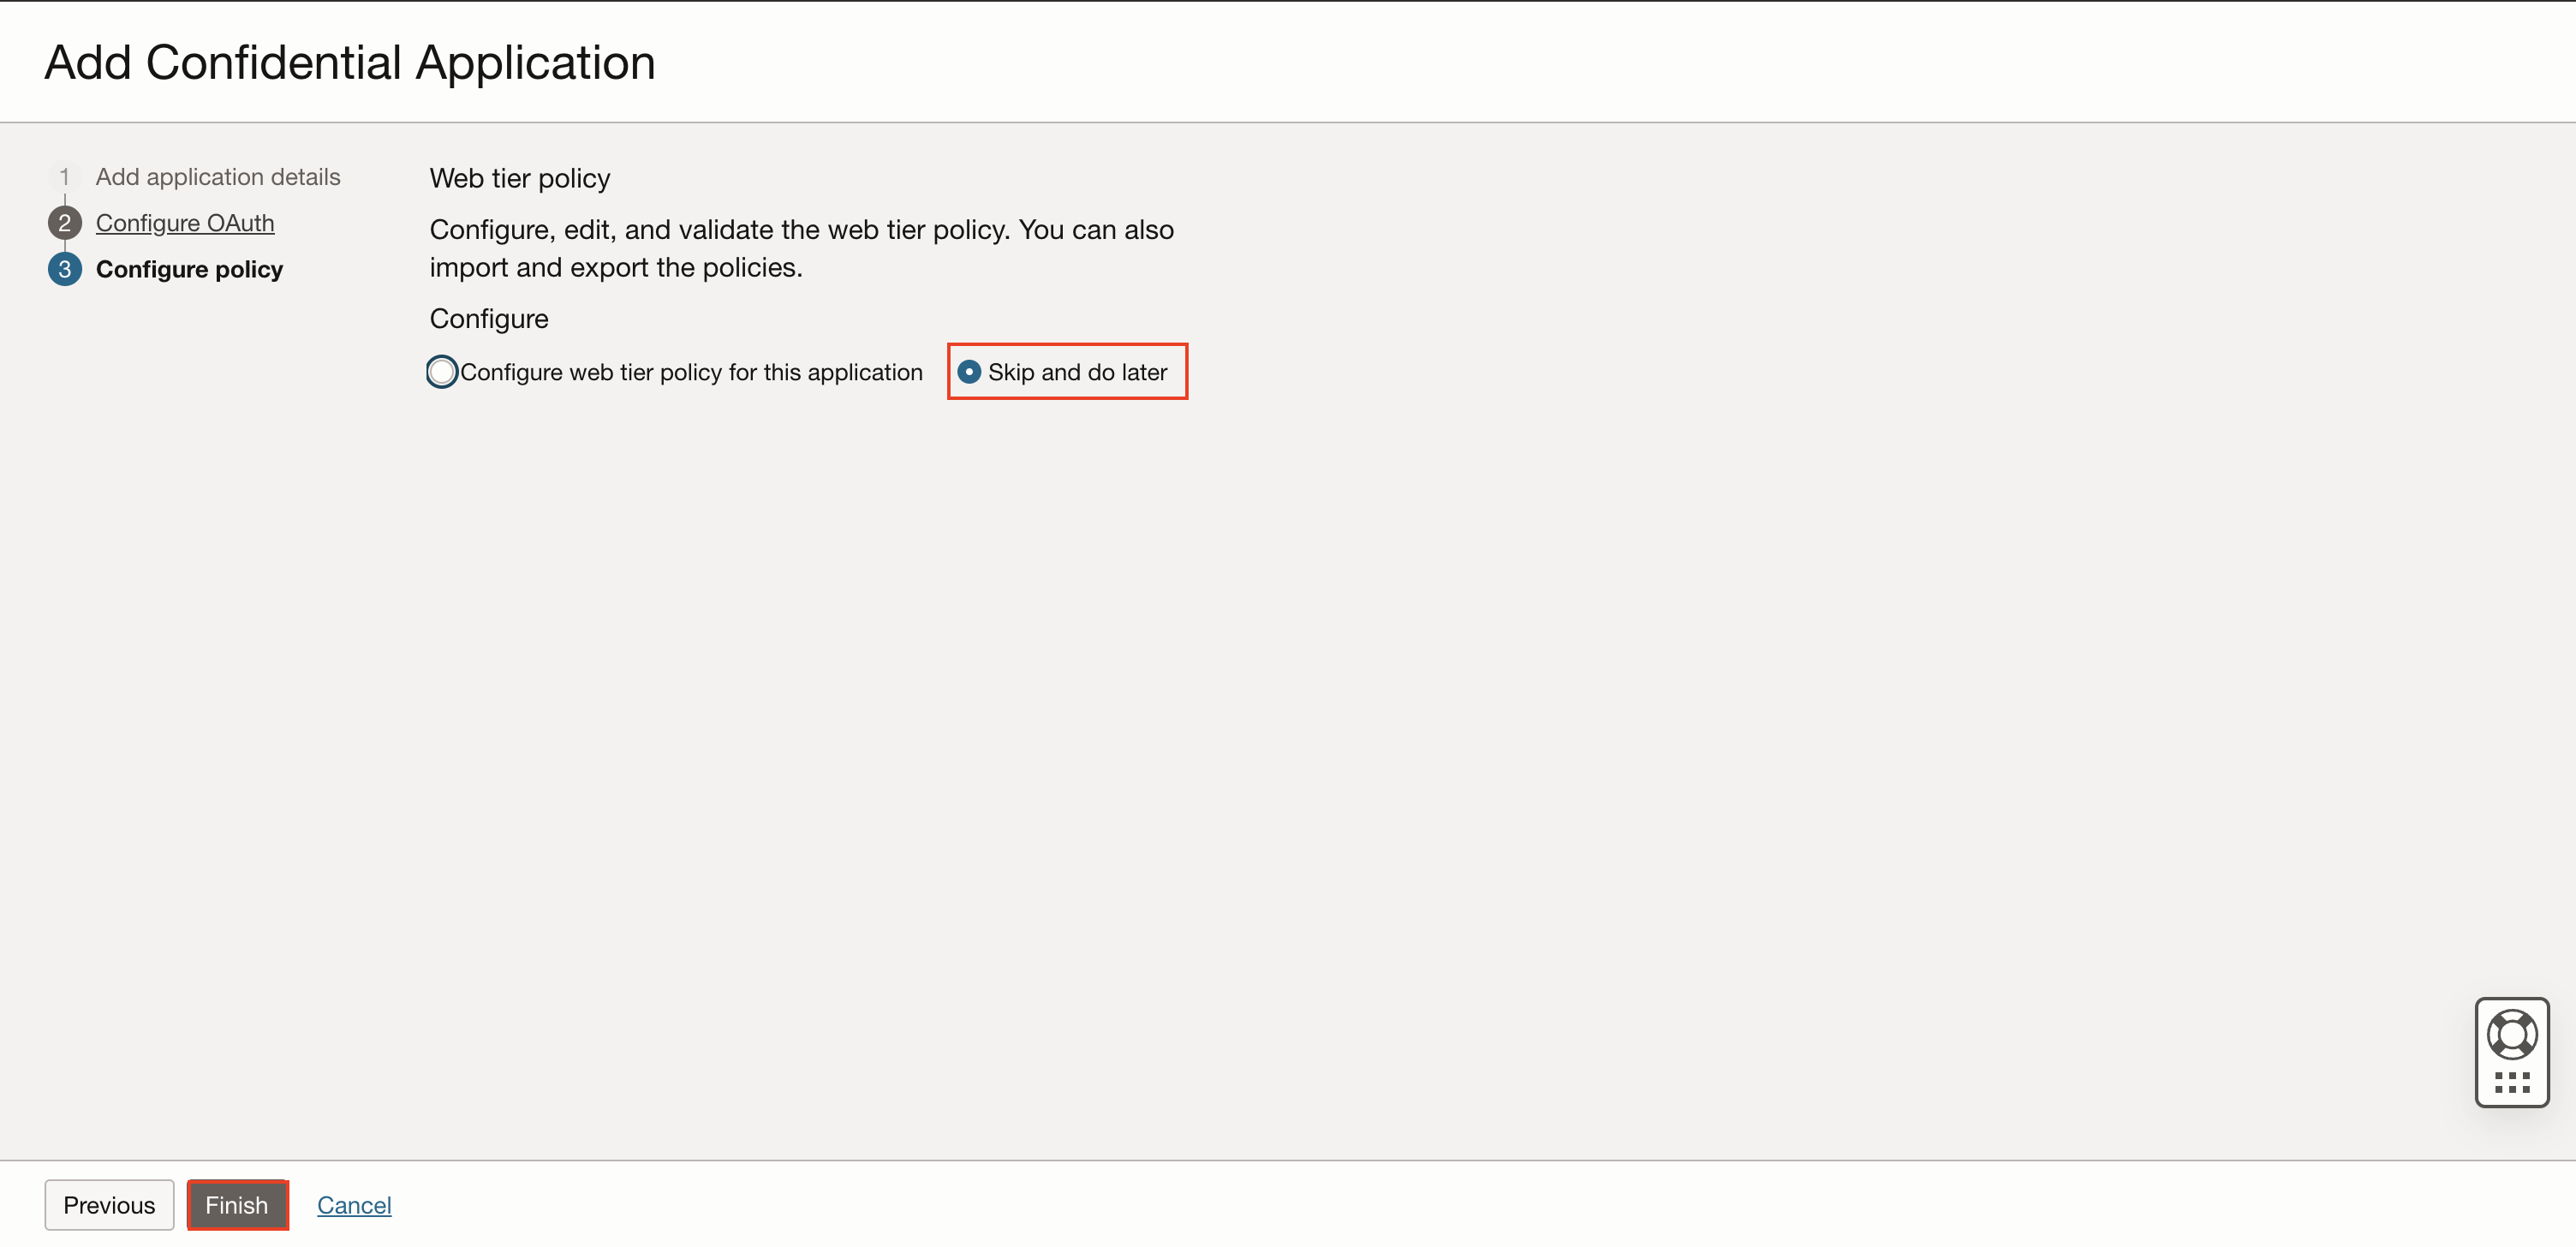 Add Confidential Application
1 Add application details
2 Configure OAuth
3 Configure policy
Web tier policy
Configure, edit, and validate the web tier policy. You can also
import and export the policies.
Configure
Configure web tier policy for this application Skip and do later
Previous Finish Cancel